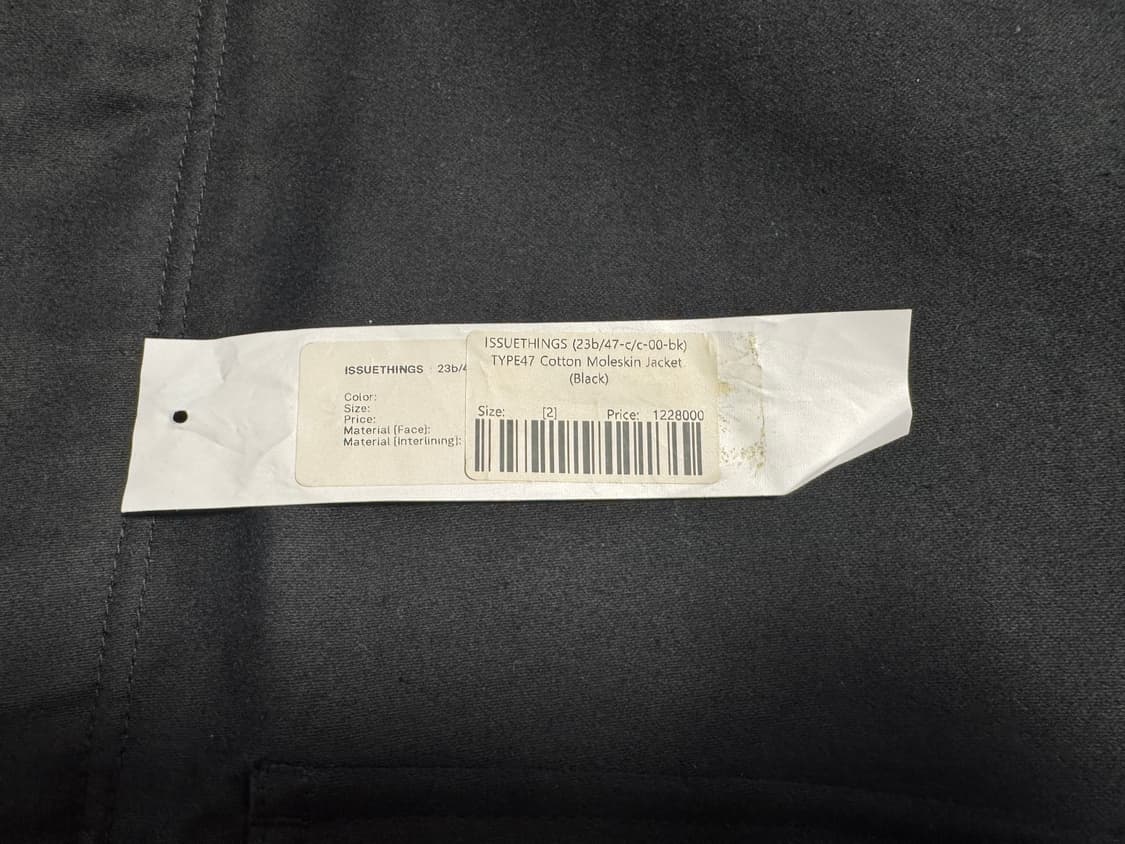 ISSUETHINGS 23b/4
Color:
Size:
Price:
Material (Face):
Material (Interlining):
ISSUETHINGS (23b/47-c/c-00-bk)
TYPE47 Cotton Moleskin Jacket
(Black)
Size: [2] Price: 1228000